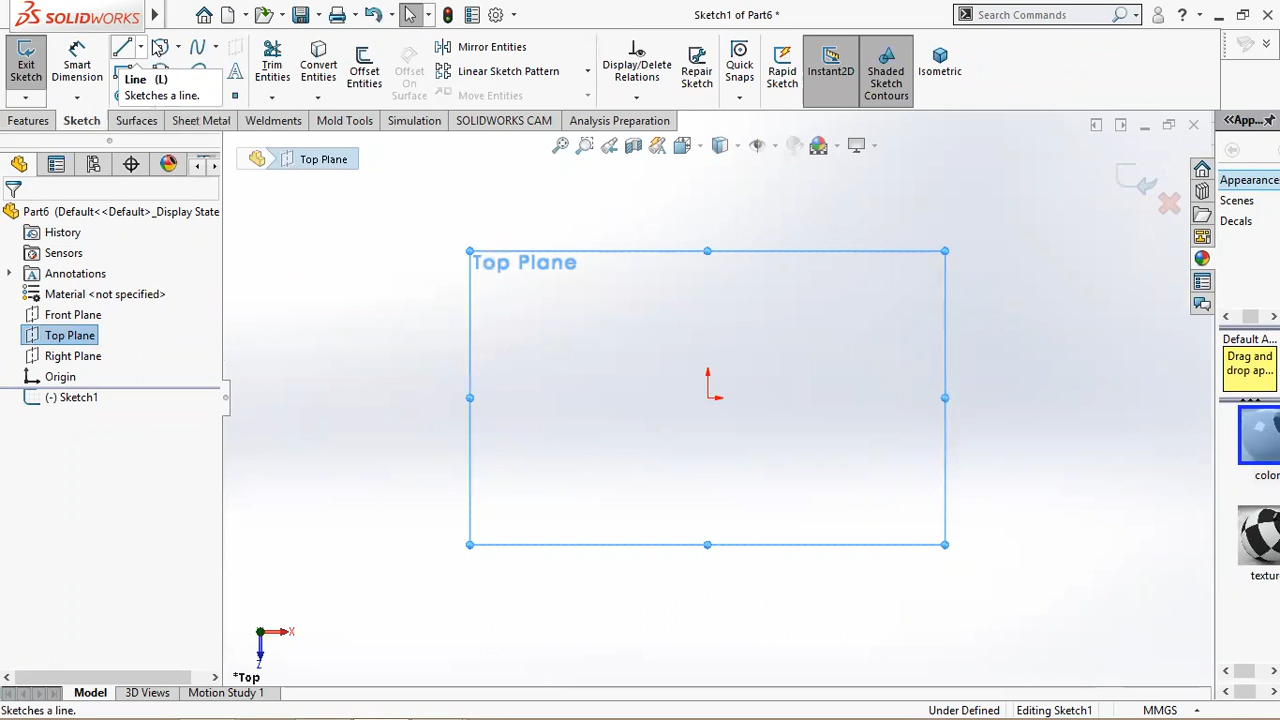 3S SOLIDWORKS
Sketch1 of Part6 *
Search Commands
?
Exit Sketch
Smart Dimension
Line (L)
Sketches a line.
Trim Entities
Convert Entities
Offset Entities
Offset On Surface
Mirror Entities
Linear Sketch Pattern
Move Entities
Display/Delete Relations
Repair Sketch
Quick Snaps
Rapid Sketch
Instant2D
Shaded Sketch Contours
Isometric
Features
Sketch
Surfaces
Sheet Metal
Weldments
Mold Tools
Simulation
SOLIDWORKS CAM
Analysis Preparation
<<App...
Top Plane
Part6 (Default<<Default>_Display State
History
Sensors
Annotations
Material <not specified>
Front Plane
Top Plane
Right Plane
Origin
(-) Sketch1
Top Plane
Appearance
Scenes
Decals
Default A...
Drag and drop ap...
color
texture
X
Z
*Top
Model
3D Views
Motion Study 1
Sketches a line.
Under Defined
Editing Sketch1
MMGS